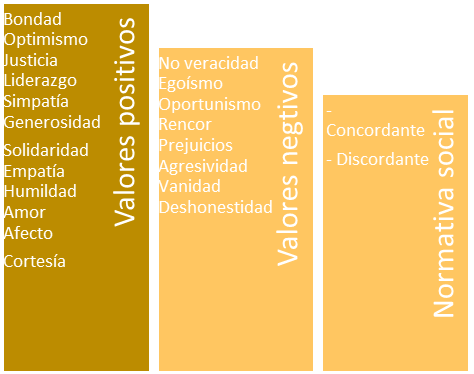 Bondad
Optimismo
Justicia
Liderazgo
Simpatía
Generosidad
Solidaridad
Empatía
Humildad
Amor
Afecto
Cortesía
Valores positivos
No veracidad
Egoísmo
Oportunismo
Rencor
Prejuicios
Agresividad
Vanidad
Deshonestidad
Valores negtivos
-
Concordante
- Discordante
Normativa social